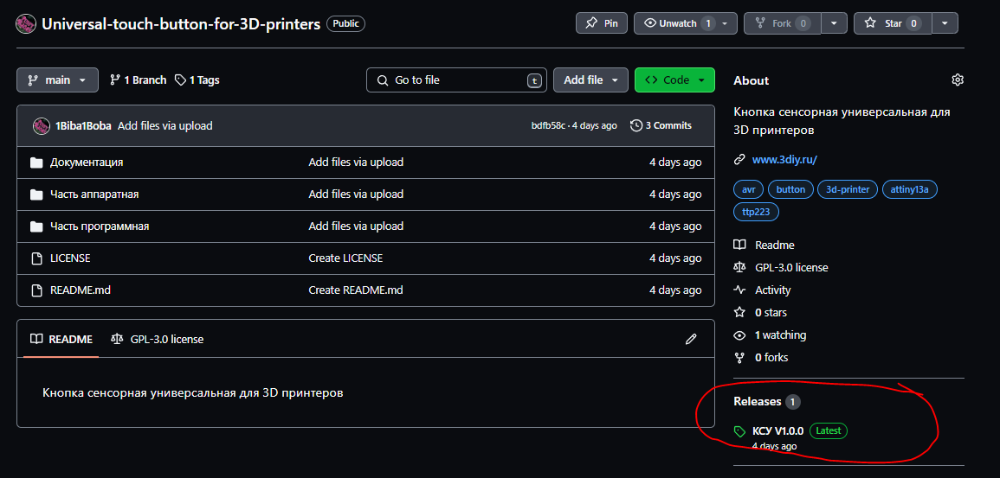 Universal-touch-button-for-3D-printers Public Pin Unwatch 1 Fork 0 Star 0
main 1 Branch 1 Tags Go to file t Add file Code
1Biba1Boba Add files via upload bdfb58c · 4 days ago 3 Commits
Документация Add files via upload 4 days ago
Часть аппаратная Add files via upload 4 days ago
Часть программная Add files via upload 4 days ago
LICENSE Create LICENSE 4 days ago
README.md Create README.md 4 days ago
README GPL-3.0 license
Кнопка сенсорная универсальная для 3D принтеров
About
Кнопка сенсорная универсальная для
3D принтеров
www.3diy.ru/
avr button 3d-printer attiny13a
ttp223
Readme
GPL-3.0 license
Activity
0 stars
1 watching
0 forks
Releases 1
КСУ V1.0.0 Latest
4 days ago